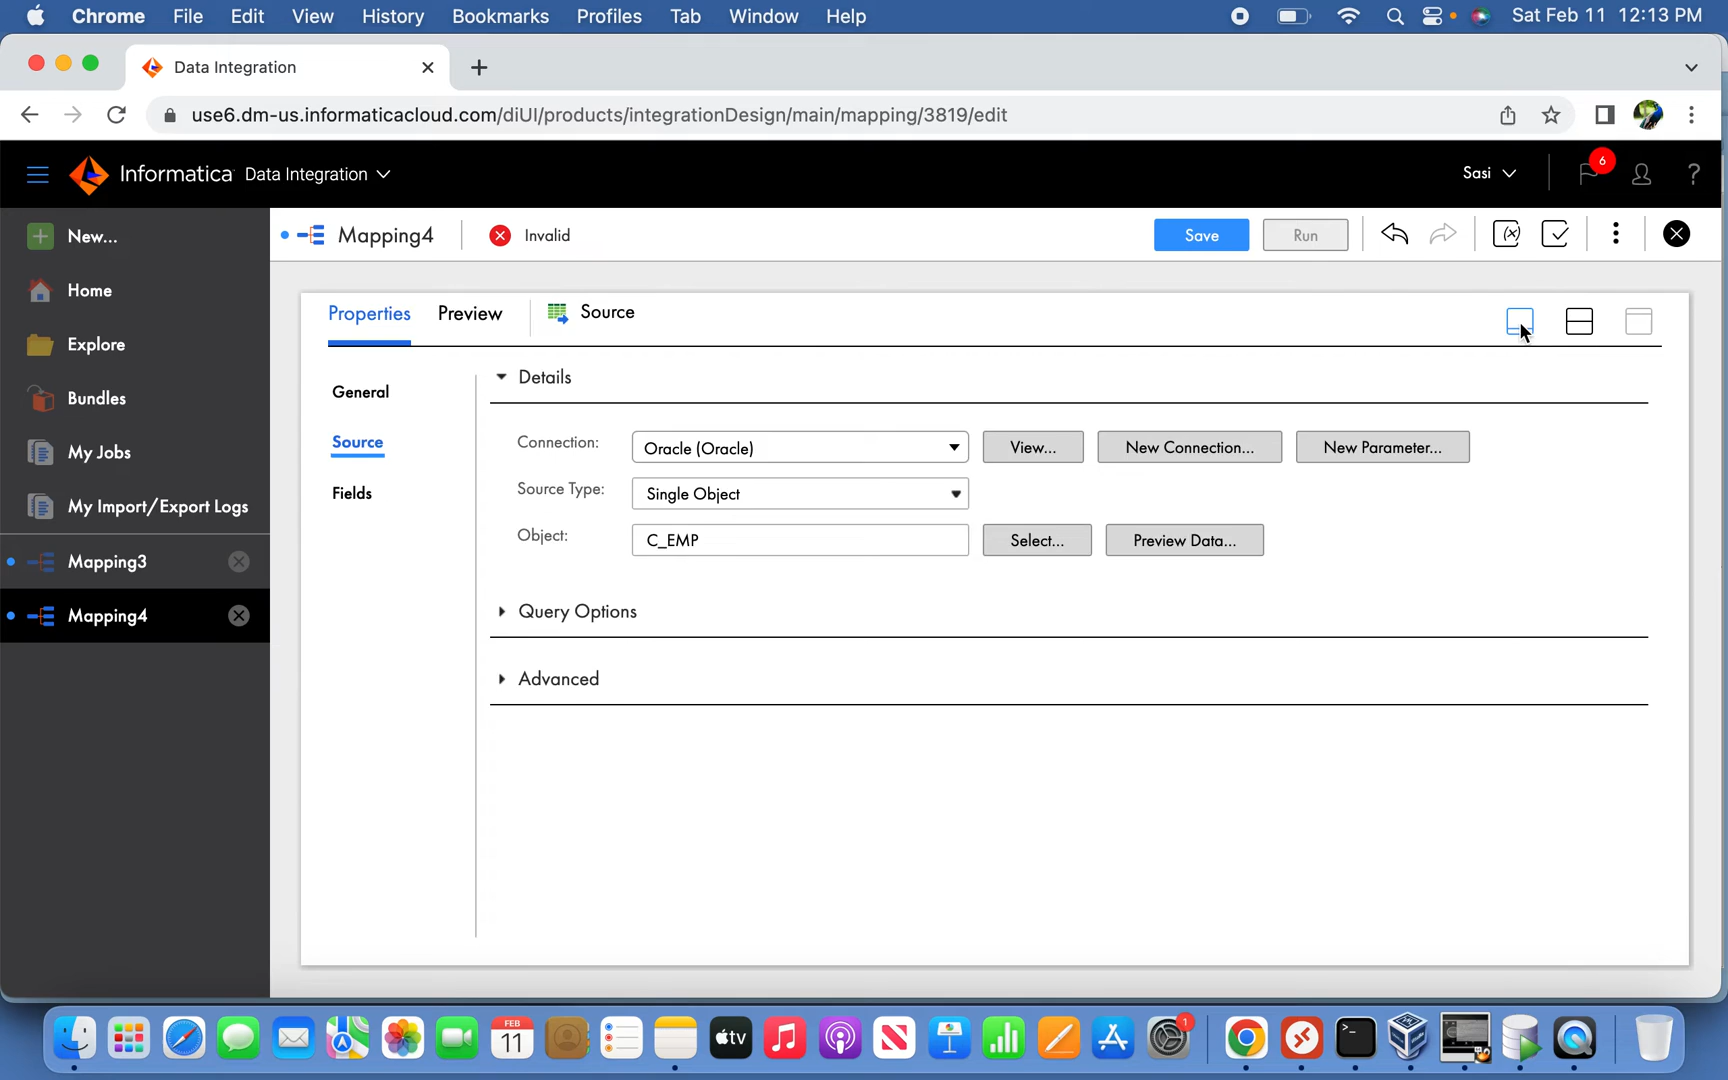 Chrome File Edit View History Bookmarks Profiles Tab Window Help Sat Feb 11 12:13 PM
Data Integration
use6.dm-us.informaticacloud.com/diUI/products/integrationDesign/main/mapping/3819/edit
Informatica Data Integration Sasi 6 ?
New... Mapping4 Invalid Save Run (x)
Home
Properties Preview Source
Explore
Details
General
Bundles
Source
Connection: Oracle (Oracle) View... New Connection... New Parameter...
My Jobs
Fields
Source Type: Single Object
My Import/Export Logs
Object: C_EMP Select... Preview Data...
Mapping3
Mapping4
Query Options
Advanced
FEB
11
tv
1